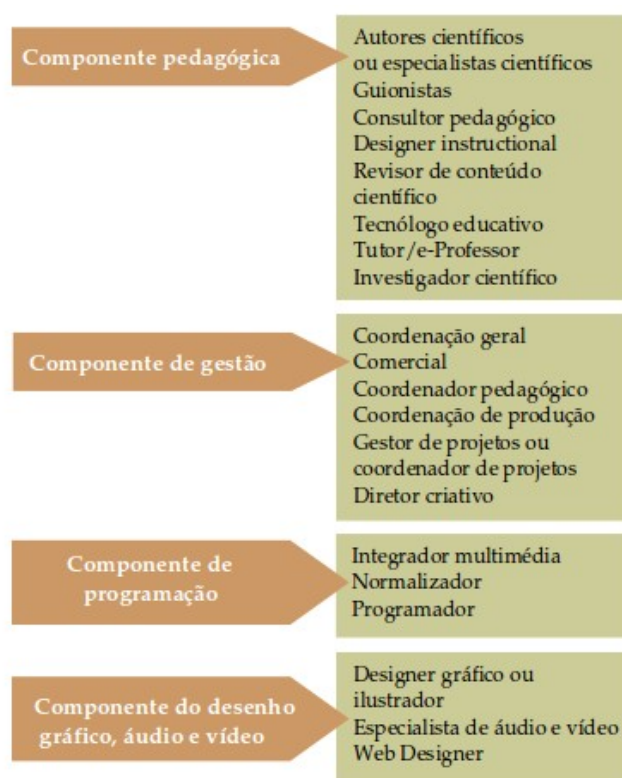 Componente pedagógica
Autores científicos
ou especialistas científicos
Guionistas
Consultor pedagógico
Designer instructional
Revisor de conteúdo
científico
Tecnólogo educativo
Tutor/e-Professor
Investigador científico
Componente de gestão
Coordenação geral
Comercial
Coordenador pedagógico
Coordenação de produção
Gestor de projetos ou
coordenador de projetos
Diretor criativo
Componente de
programação
Integrador multimédia
Normalizador
Programador
Componente do desenho
gráfico, áudio e vídeo
Designer gráfico ou
ilustrador
Especialista de áudio e vídeo
Web Designer